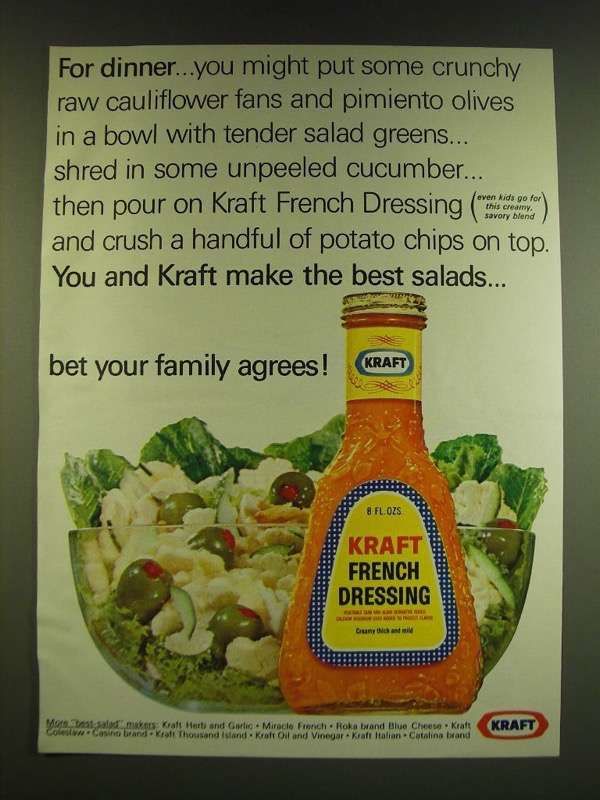 For dinner...you might put some crunchy
raw cauliflower fans and pimiento olives
in a bowl with tender salad greens...
shred in some unpeeled cucumber...
then pour on Kraft French Dressing (even kids go for
this creamy,
savory blend)
and crush a handful of potato chips on top.
You and Kraft make the best salads...
bet your family agrees!
KRAFT
8 FL. OZS.
KRAFT
FRENCH
DRESSING
Creamy thick and mild
More "best-salad" makers: Kraft Herb and Garlic • Miracle French • Roka brand Blue Cheese • Kraft
Coleslaw • Casino brand • Kraft Thousand Island • Kraft Oil and Vinegar • Kraft Italian • Catalina brand
KRAFT